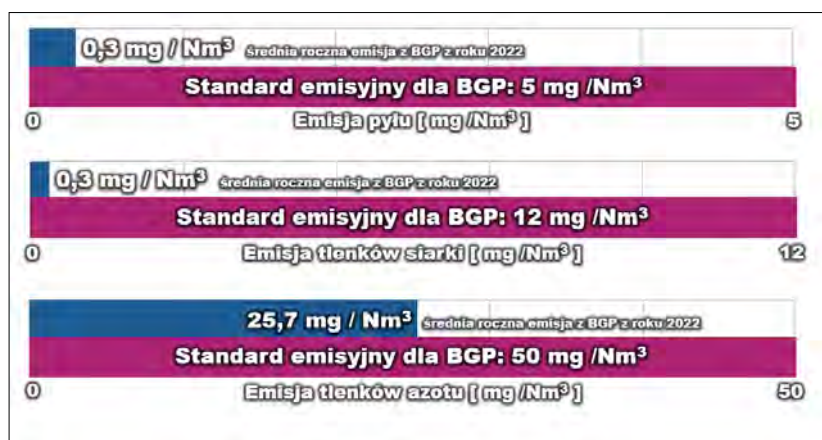 0,3 mg / Nm³ średnia roczna emisja z BGP z roku 2022
Standard emisyjny dla BGP: 5 mg /Nm³
0 Emisja pyłu [ mg /Nm³ ] 5
0,3 mg / Nm³ średnia roczna emisja z BGP z roku 2022
Standard emisyjny dla BGP: 12 mg /Nm³
0 Emisja tlenków siarki [ mg /Nm³ ] 12
25,7 mg / Nm³ średnia roczna emisja z BGP z roku 2022
Standard emisyjny dla BGP: 50 mg /Nm³
0 Emisja tlenków azotu [ mg /Nm³ ] 50